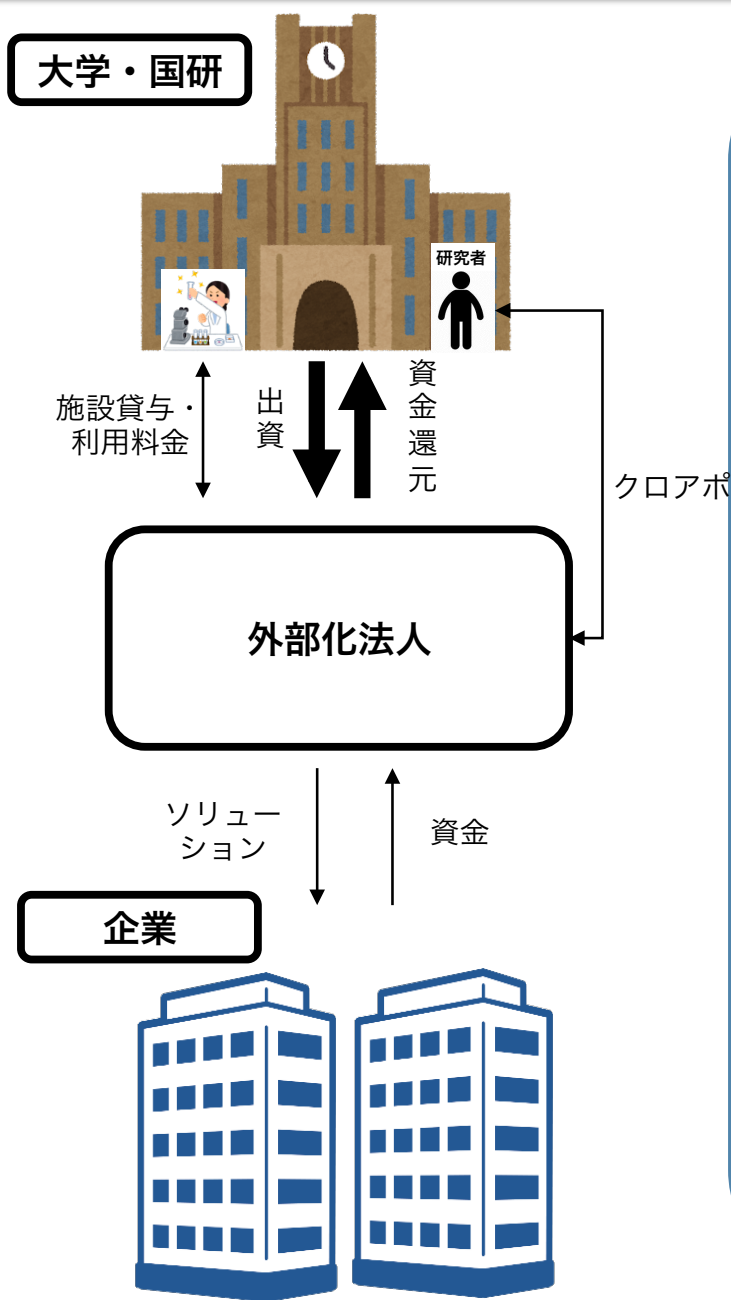 大学・国研
研究者
施設貸与・
利用料金
出資
資金還元
クロアポ
外部化法人
ソリュー
ション
資金
企業